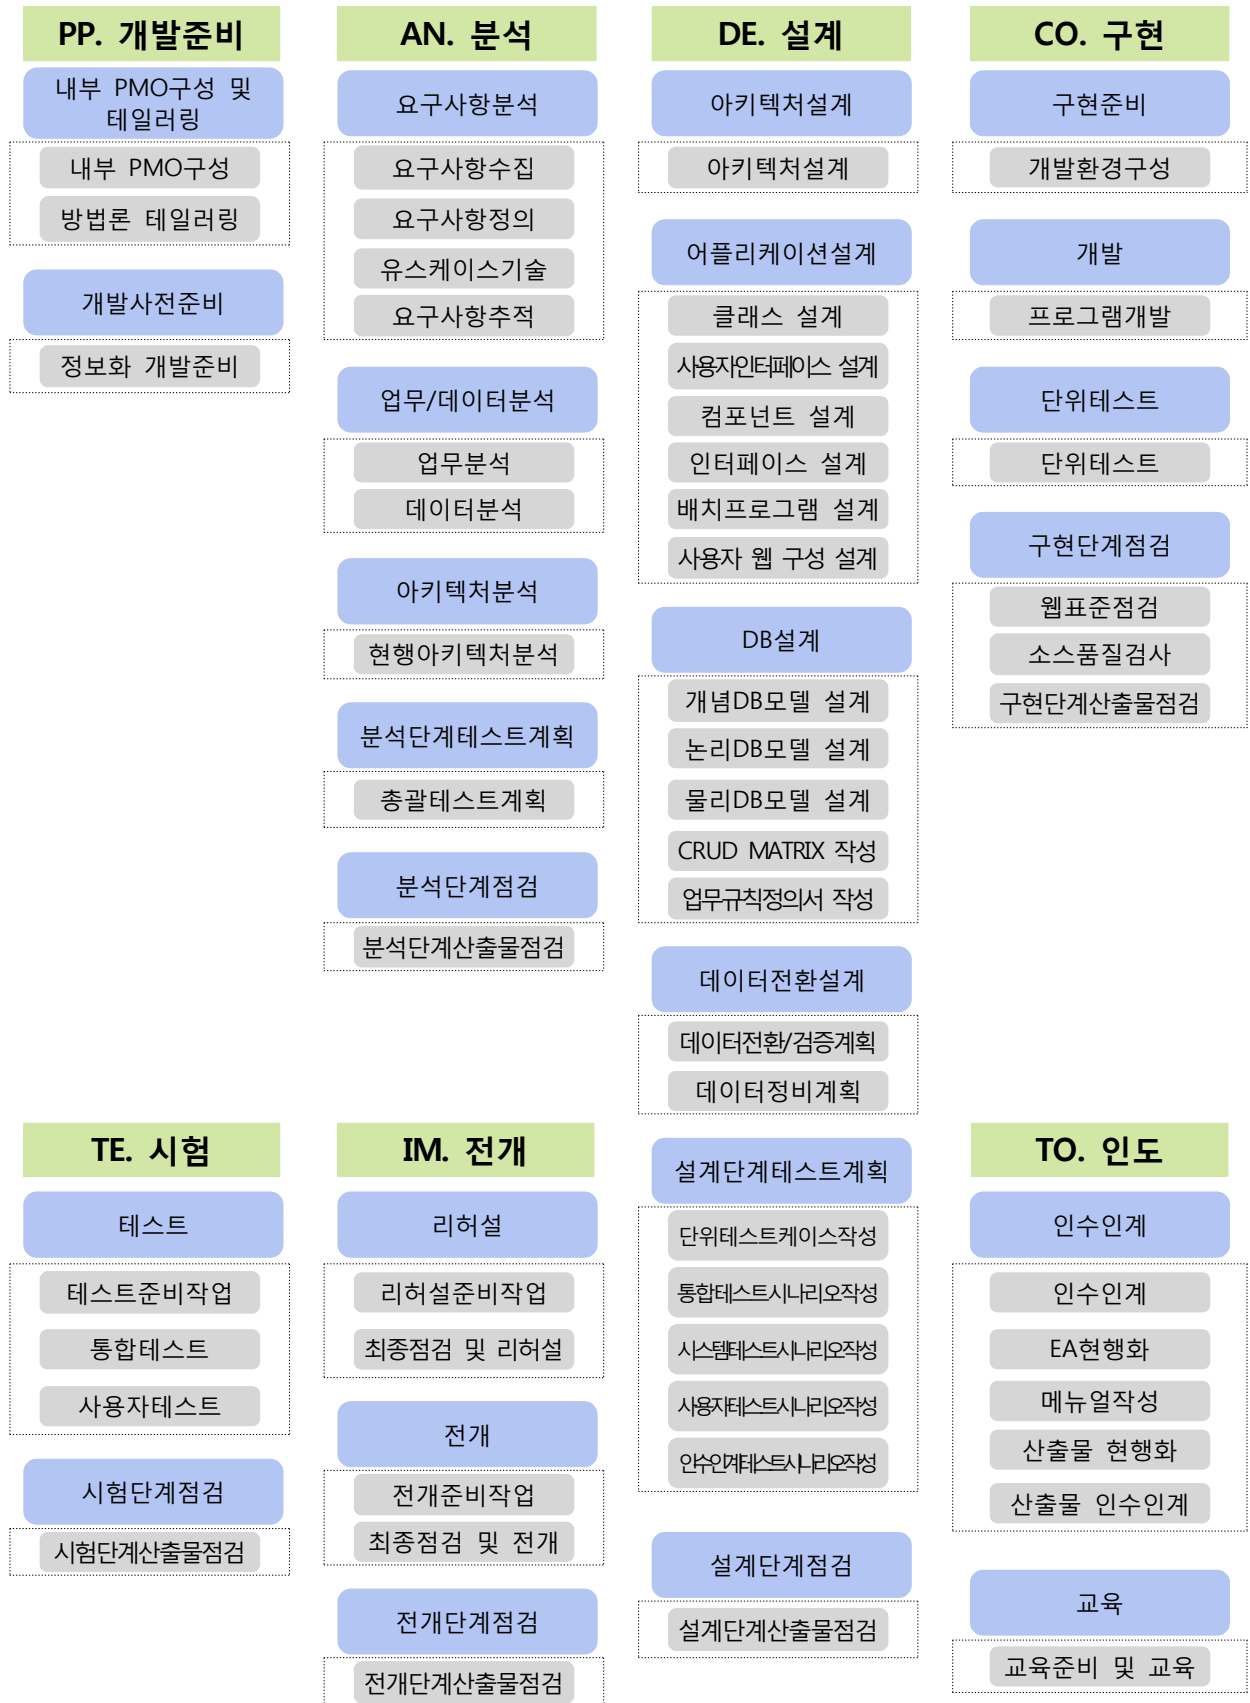 PP. 개발준비
내부 PMO구성 및
테일러링
내부 PMO구성
방법론 테일러링
개발사전준비
정보화 개발준비
AN. 분석
요구사항분석
요구사항수집
요구사항정의
유스케이스기술
요구사항추적
업무/데이터분석
업무분석
데이터분석
아키텍처분석
현행아키텍처분석
분석단계테스트계획
총괄테스트계획
분석단계점검
분석단계산출물점검
DE. 설계
아키텍처설계
아키텍처설계
어플리케이션설계
클래스 설계
사용자인터페이스 설계
컴포넌트 설계
인터페이스 설계
배치프로그램 설계
사용자 웹 구성 설계
DB설계
개념DB모델 설계
논리DB모델 설계
물리DB모델 설계
CRUD MATRIX 작성
업무규칙정의서 작성
데이터전환설계
데이터전환/검증계획
데이터정비계획
설계단계테스트계획
단위테스트케이스작성
통합테스트시나리오작성
시스템테스트시나리오작성
사용자테스트시나리오작성
인수인계테스트시나리오작성
설계단계점검
설계단계산출물점검
CO. 구현
구현준비
개발환경구성
개발
프로그램개발
단위테스트
단위테스트
구현단계점검
웹표준점검
소스품질검사
구현단계산출물점검
TE. 시험
테스트
테스트준비작업
통합테스트
사용자테스트
시험단계점검
시험단계산출물점검
IM. 전개
리허설
리허설준비작업
최종점검 및 리허설
전개
전개준비작업
최종점검 및 전개
전개단계점검
전개단계산출물점검
TO. 인도
인수인계
인수인계
EA현행화
메뉴얼작성
산출물 현행화
산출물 인수인계
교육
교육준비 및 교육